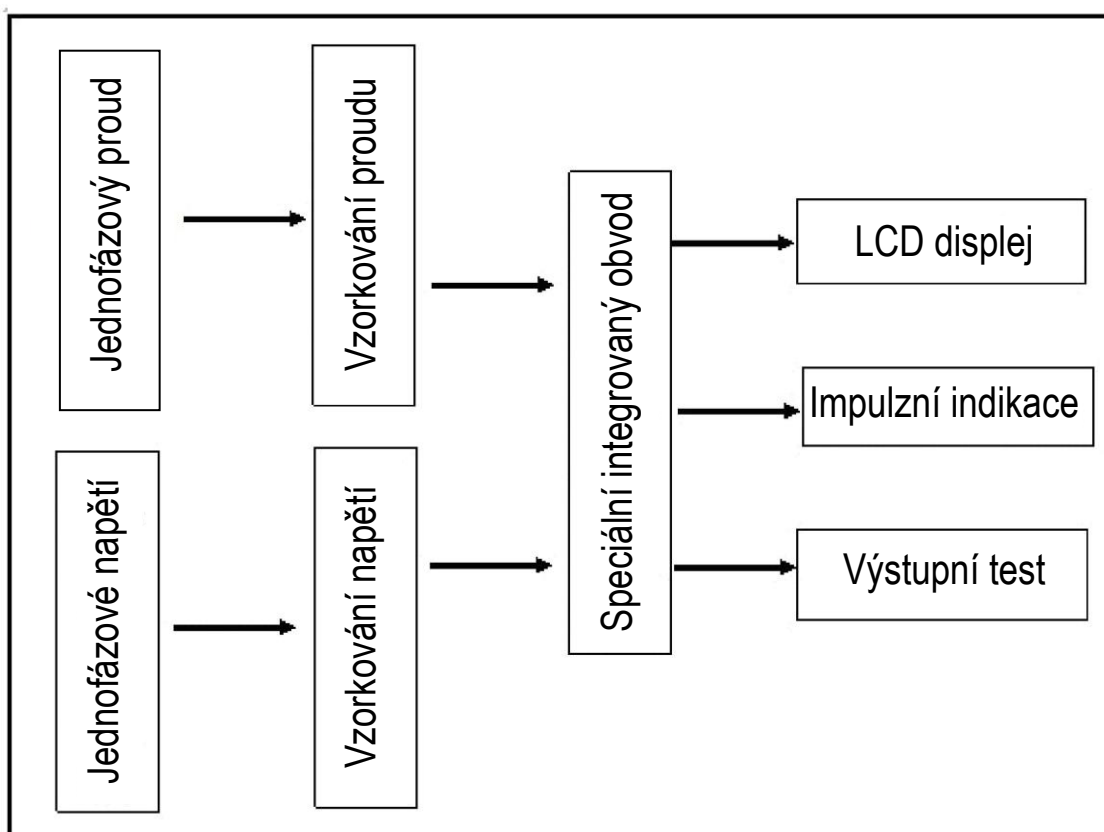 Jednofázový proud
Vzorkování proudu
Jednofázové napětí
Vzorkování napětí
Speciální integrovaný obvod
LCD displej
Impulzní indikace
Výstupní test